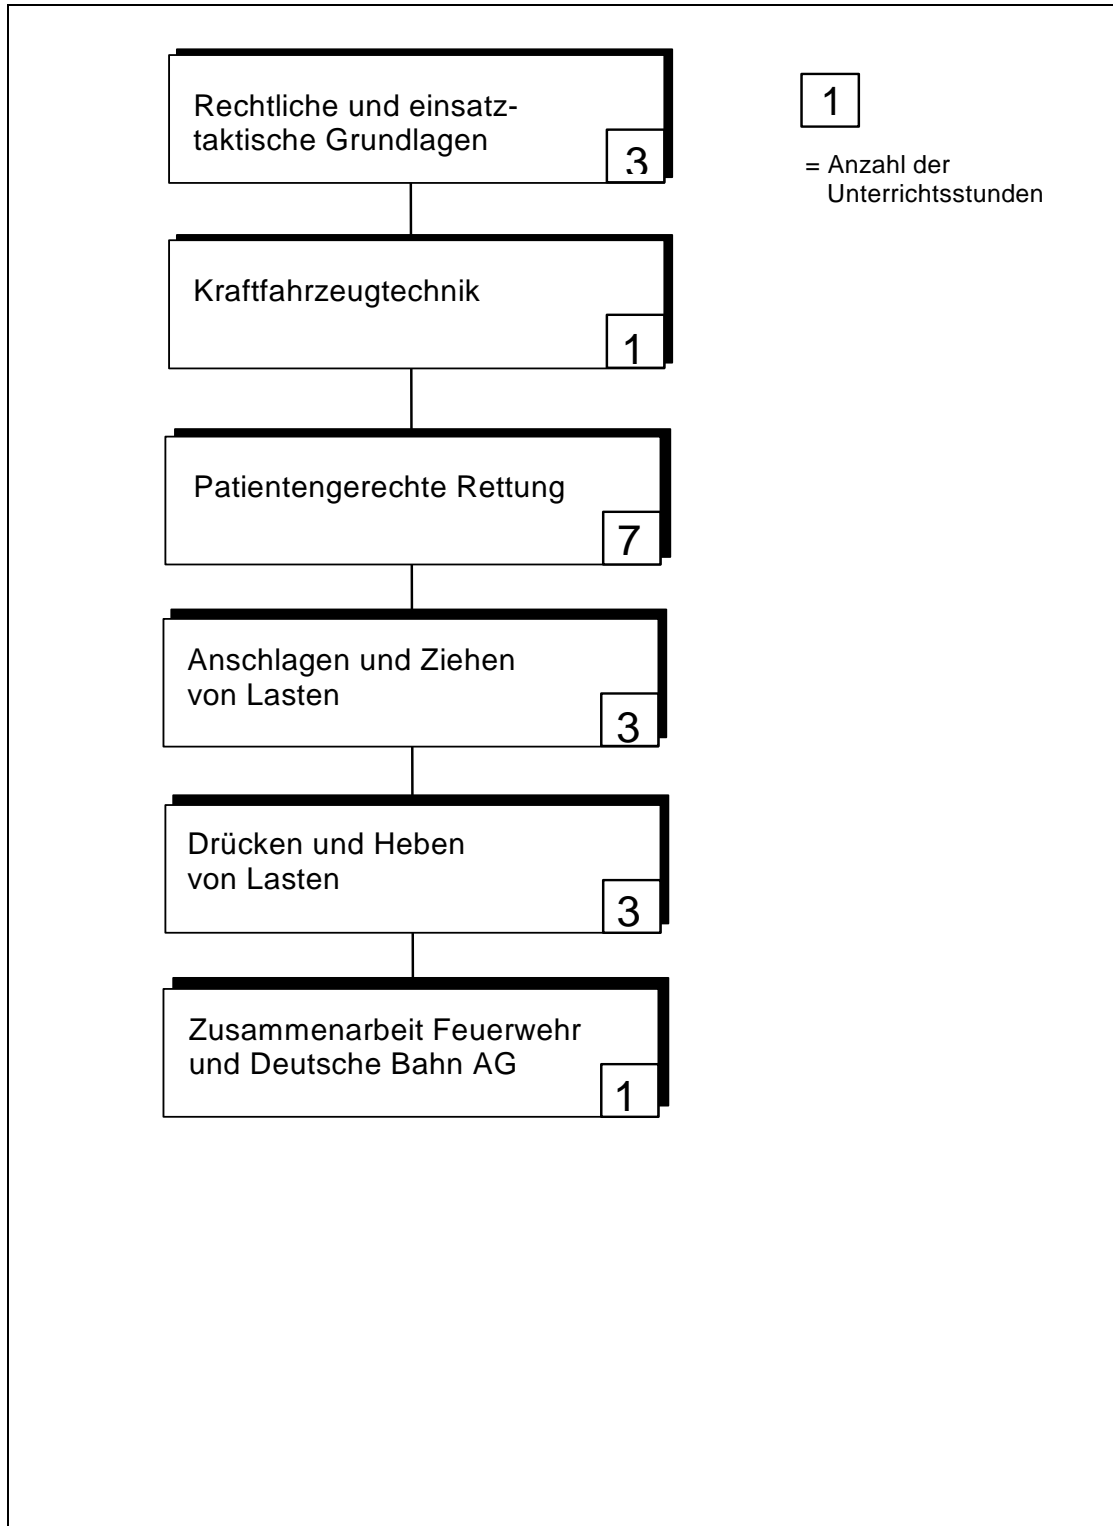 Rechtliche und einsatz-
taktische Grundlagen
3
1
= Anzahl der
Unterrichtsstunden
Kraftfahrzeugtechnik
1
Patientengerechte Rettung
7
Anschlagen und Ziehen
von Lasten
3
Drücken und Heben
von Lasten
3
Zusammenarbeit Feuerwehr
und Deutsche Bahn AG
1